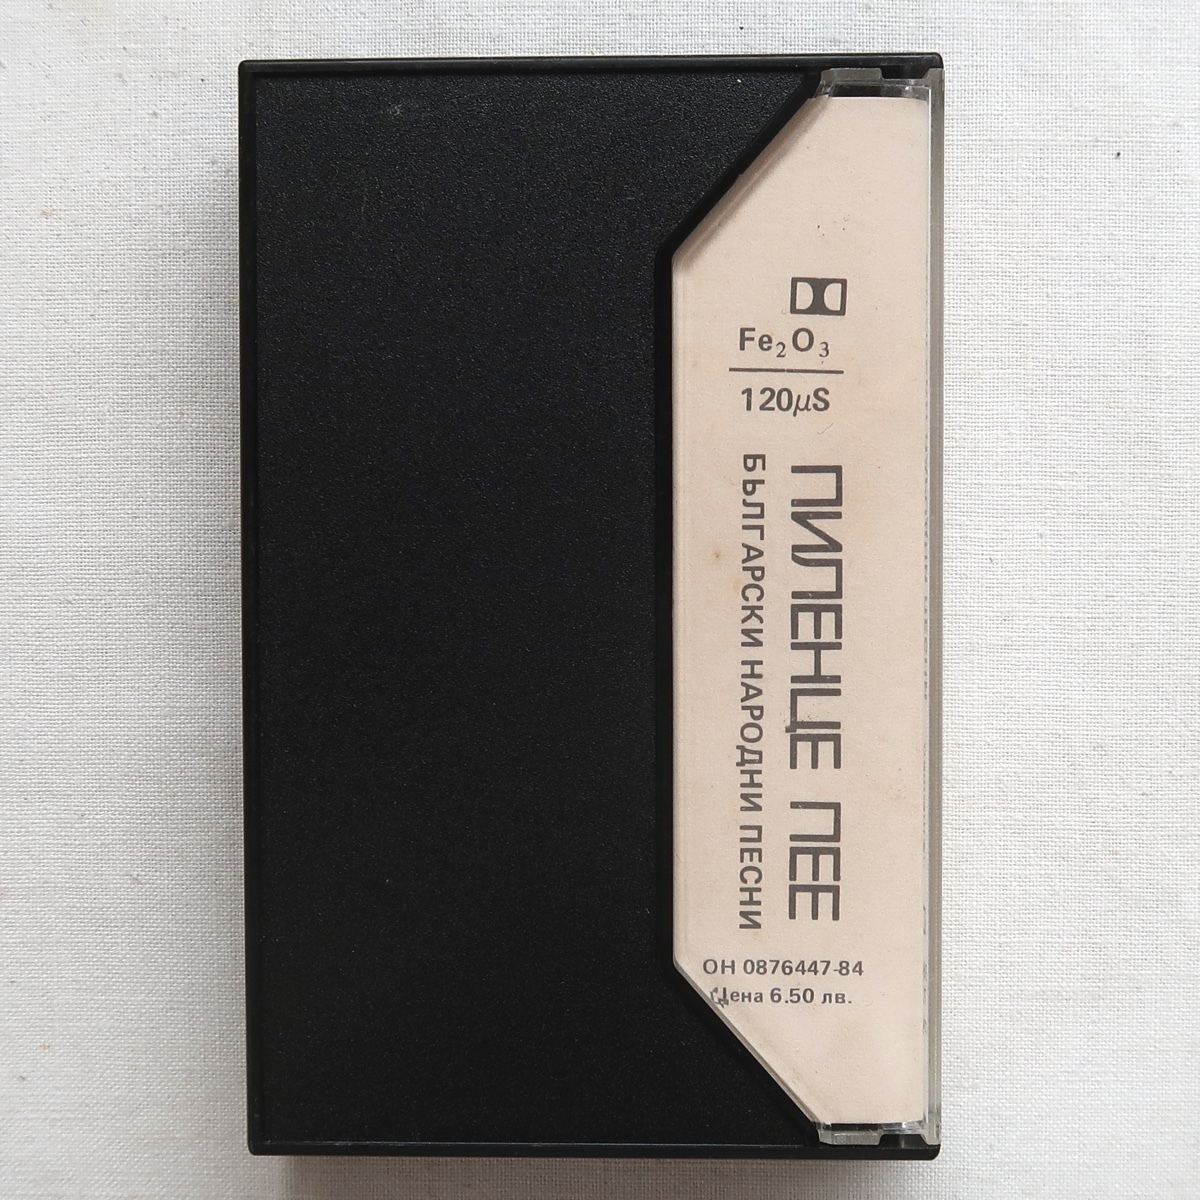 Fe₂O₃
120µS
ПИЛЕНЦЕ ПЕЕ
БЪЛГАРСКИ НАРОДНИ ПЕСНИ
ОН 0876447-84
Цена 6.50 лв.